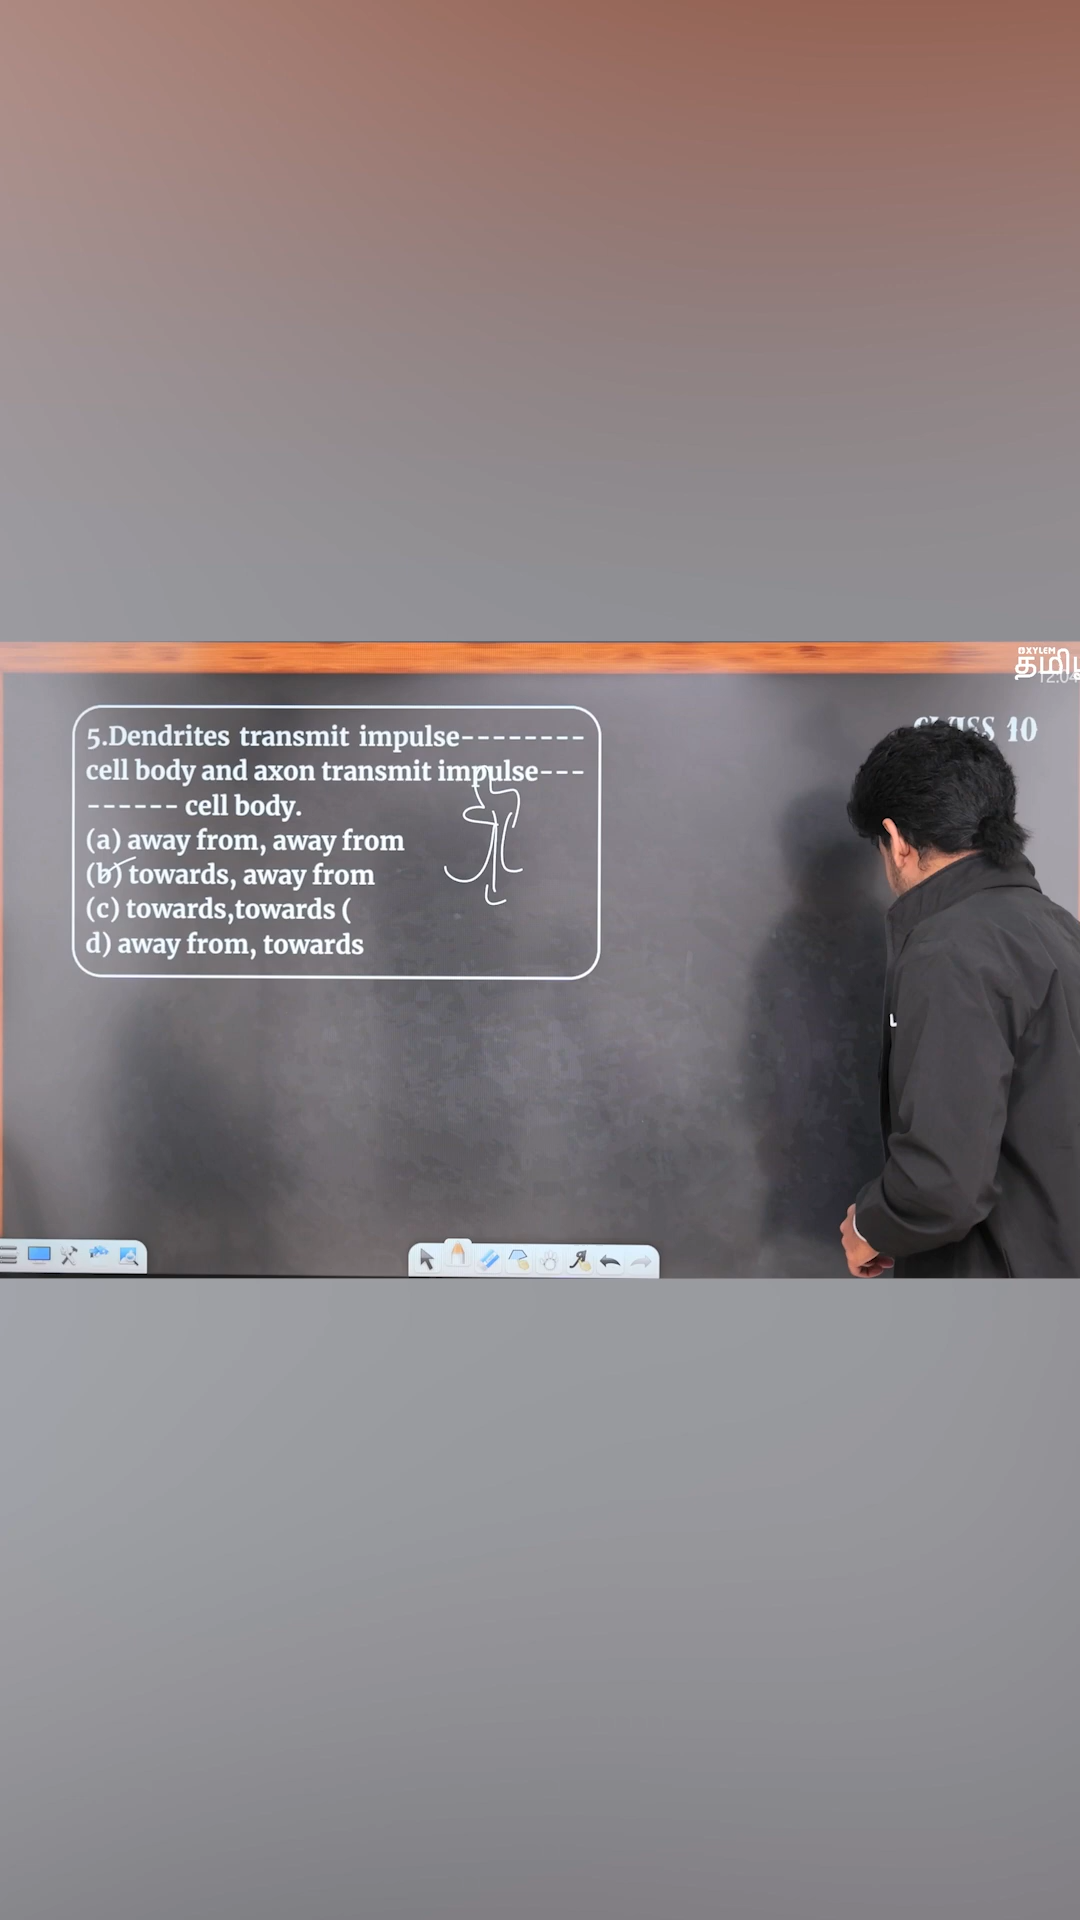 XYLEM
தமிழ்
CLASS 10
5.Dendrites transmit impulse--------
cell body and axon transmit impulse---
------ cell body.
(a) away from, away from
(b) towards, away from
(c) towards,towards (
d) away from, towards